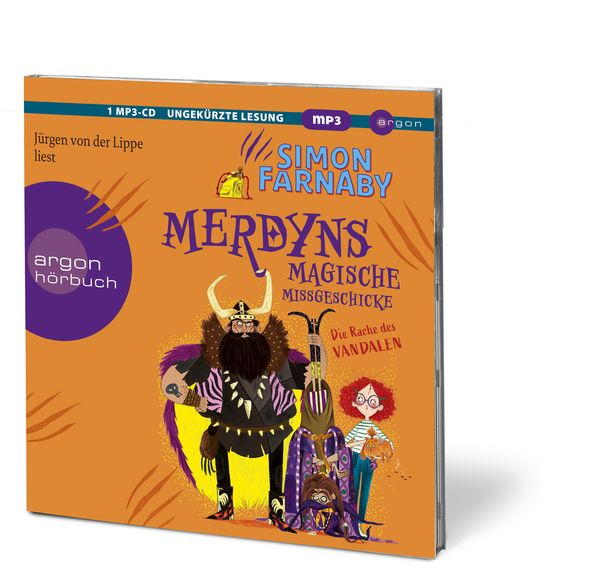 1 MP3-CD UNGEKÜRZTE LESUNG mp3 argon
Jürgen von der Lippe
liest
SIMON
FARNABY
argon
hörbuch
MERDYNS
MAGISCHE
MISSGESCHICKE
Die Rache des
VANDALEN